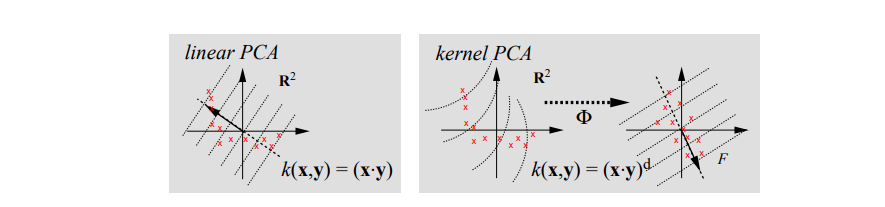 linear PCA
R²
k(x,y) = (x·y)
kernel PCA
R²
Φ
k(x,y) = (x·y)ᵈ
F